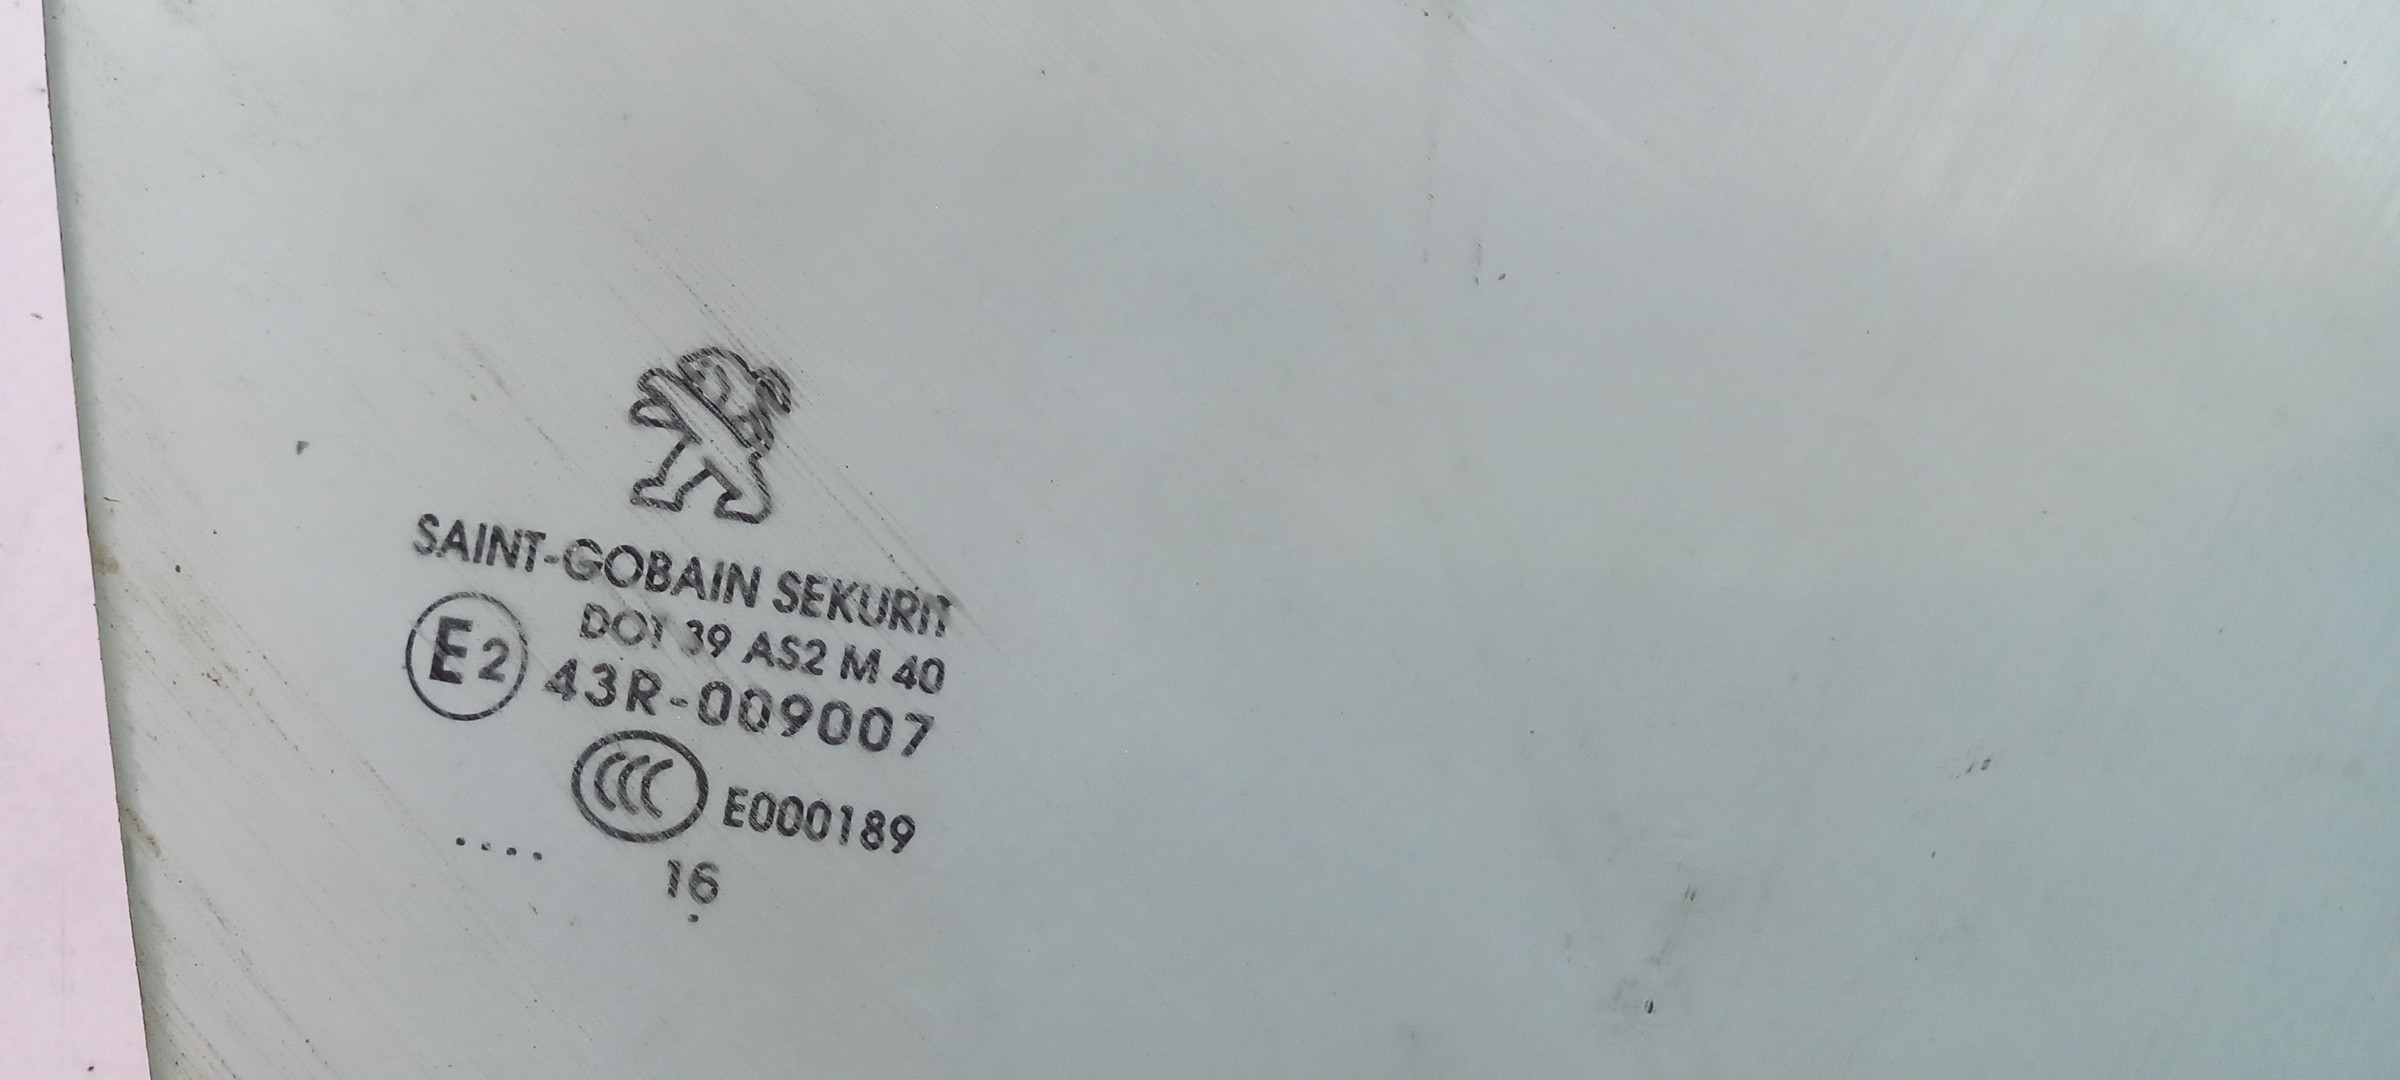 SAINT-GOBAIN SEKURIT
DOT 39 AS2 M 40
E2 43R-009007
CCC E000189
.... 16
.